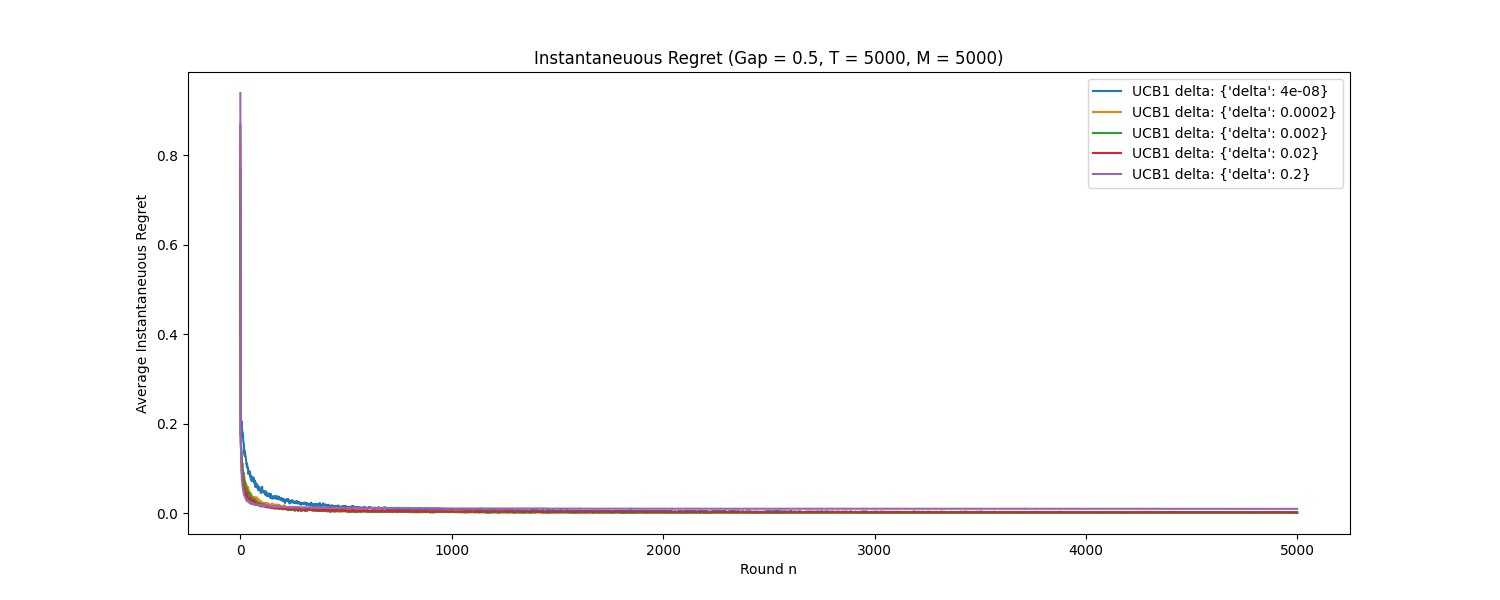 Instantaneuous Regret (Gap = 0.5, T = 5000, M = 5000)
UCB1 delta: {'delta': 4e-08}
UCB1 delta: {'delta': 0.0002}
UCB1 delta: {'delta': 0.002}
UCB1 delta: {'delta': 0.02}
UCB1 delta: {'delta': 0.2}
Average Instantaneuous Regret
0.8
0.6
0.4
0.2
0.0
0 1000 2000 3000 4000 5000
Round n